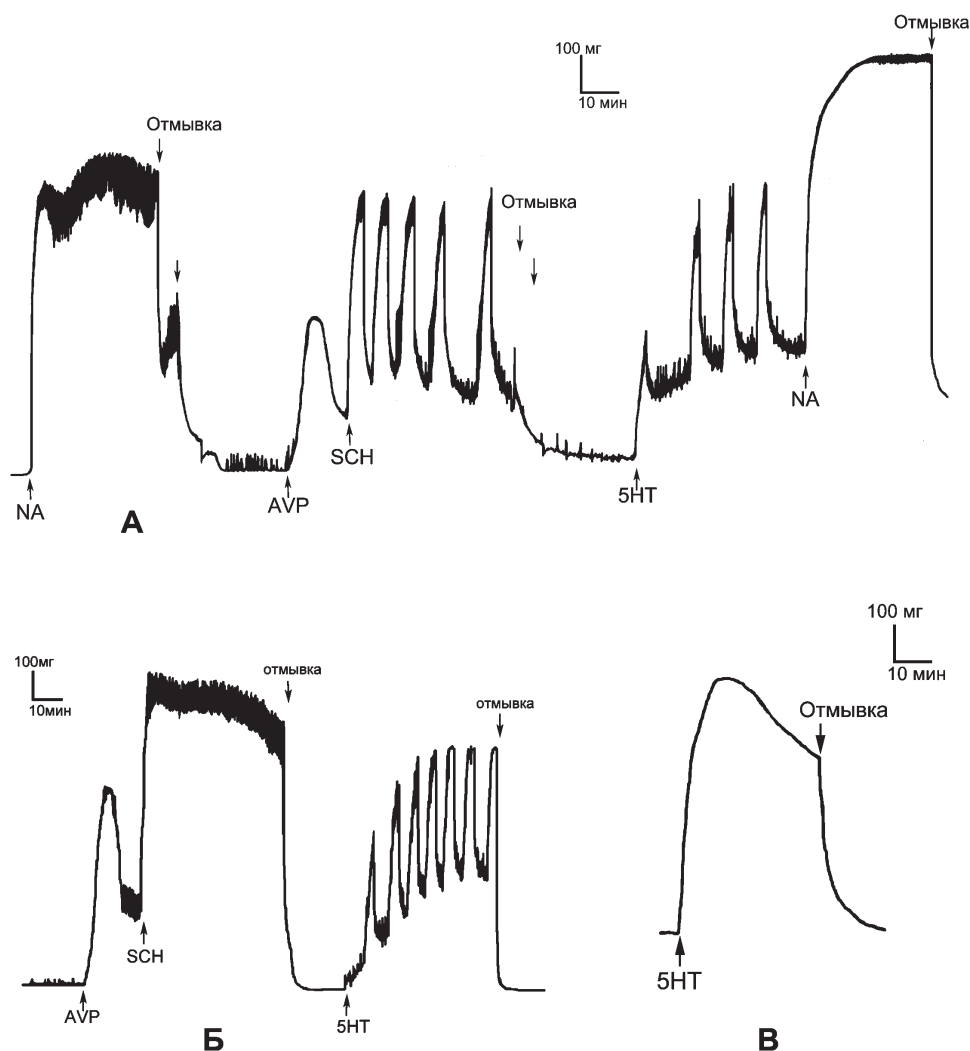 Отмывка
100 мг
10 мин
Отмывка
Отмывка
NA
SCH
AVP
5HT
NA
А
100 мг
10 мин
100мг
10мин
отмывка
отмывка
Отмывка
SCH
AVP
5HT
5HT
Б
В